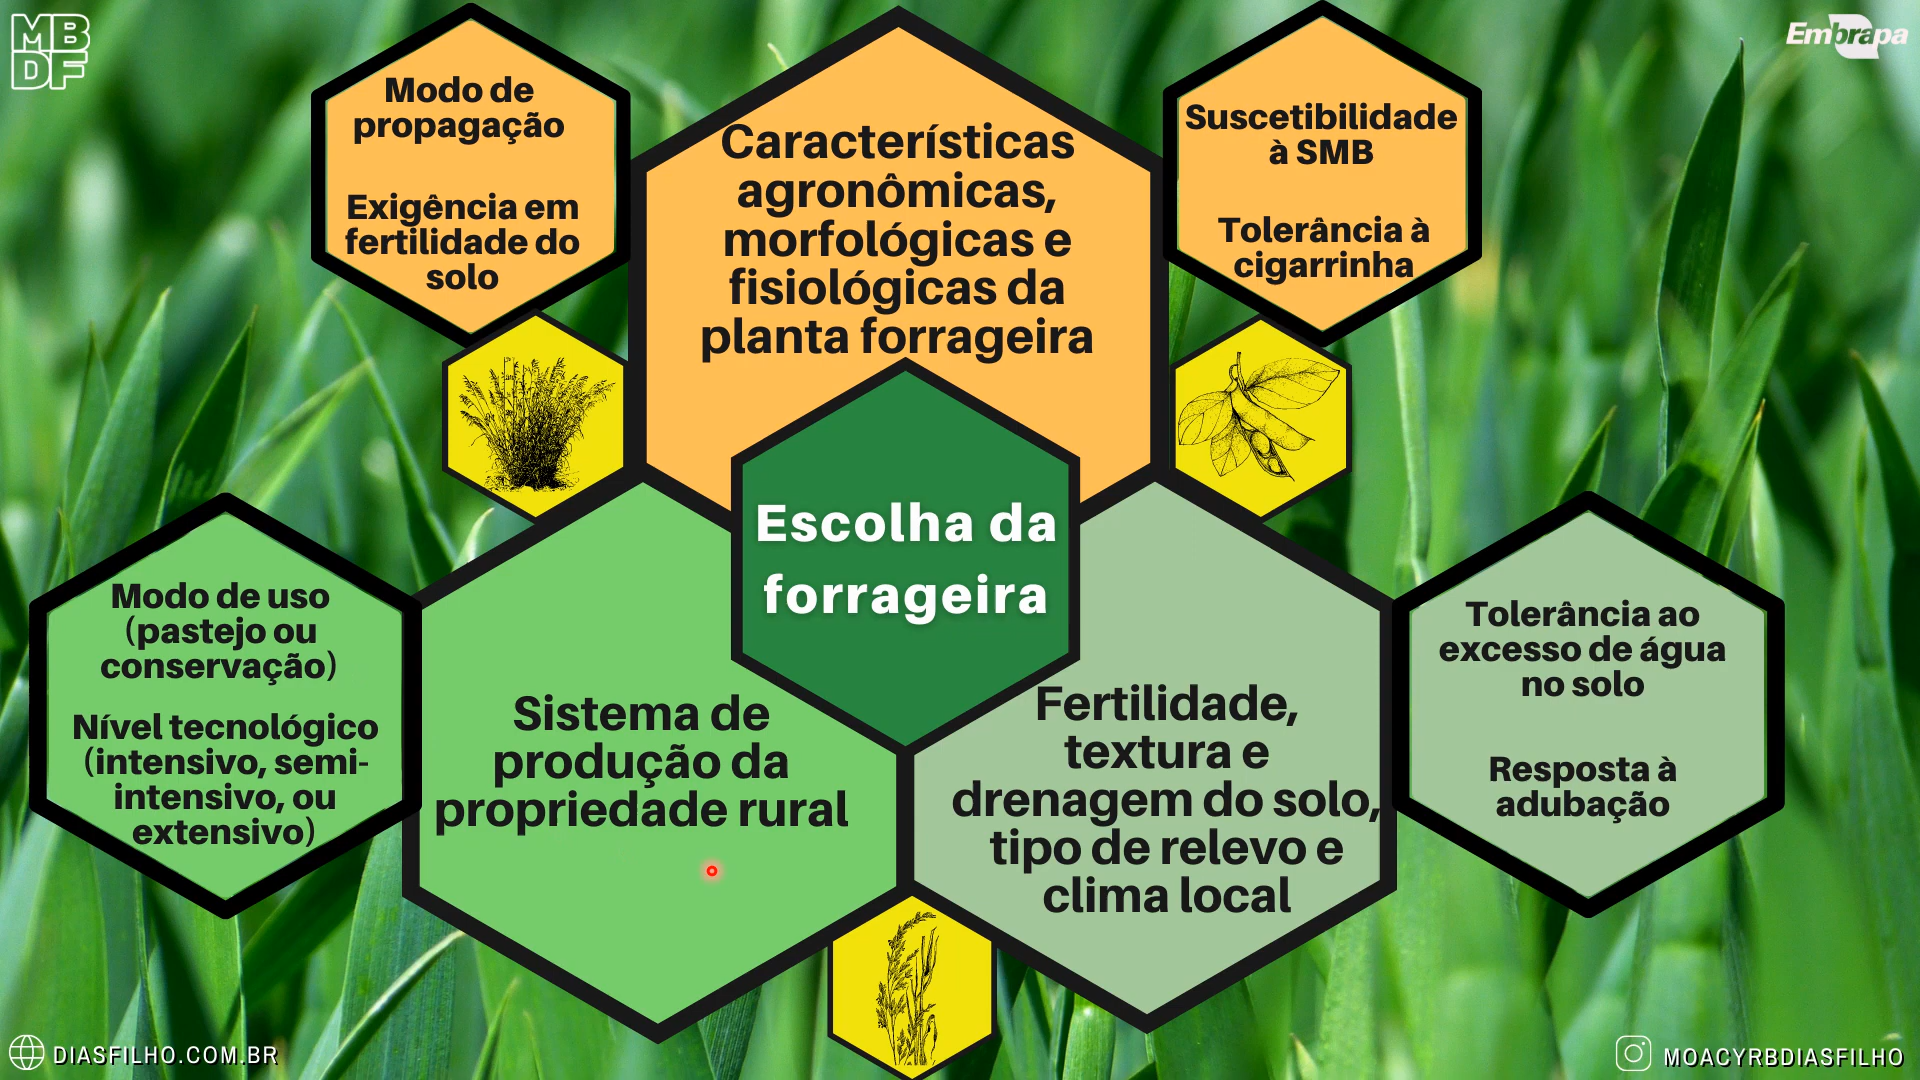 MB
DF
Embrapa
Modo de
propagação
Exigência em
fertilidade do
solo
Características
agronômicas,
morfológicas e
fisiológicas da
planta forrageira
Suscetibilidade
à SMB
Tolerância à
cigarrinha
Escolha da
forrageira
Modo de uso
(pastejo ou
conservação)
Nível tecnológico
(intensivo, semi-
intensivo, ou
extensivo)
Sistema de
produção da
propriedade rural
Fertilidade,
textura e
drenagem do solo,
tipo de relevo e
clima local
Tolerância ao
excesso de água
no solo
Resposta à
adubação
DIASFILHO.COM.BR
MOACYRBDIASFILHO